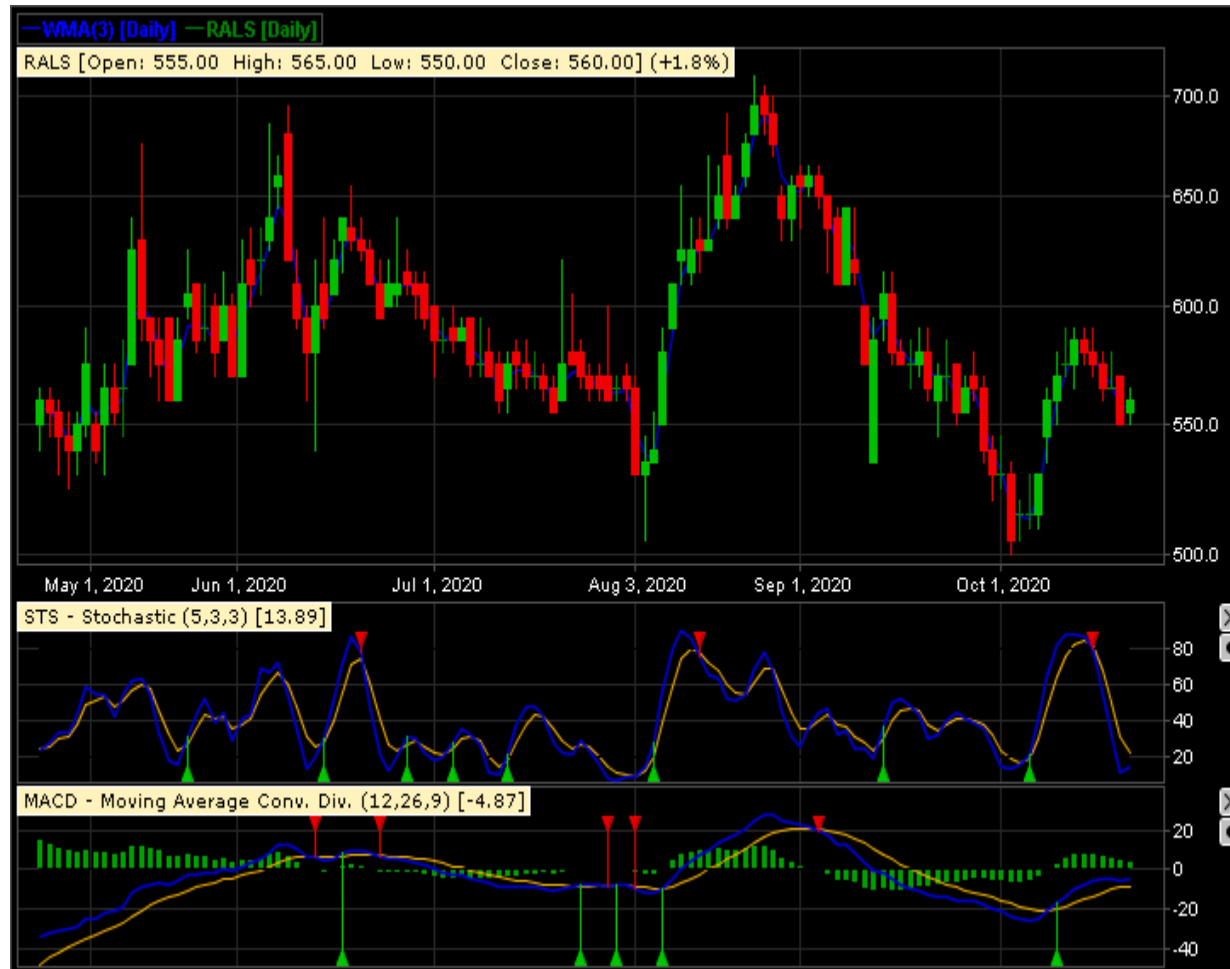 WMA(3) [Daily] RALS [Daily]
RALS [Open: 555.00 High: 565.00 Low: 550.00 Close: 560.00] (+1.8%)
700.0
650.0
600.0
550.0
500.0
May 1, 2020 Jun 1, 2020 Jul 1, 2020 Aug 3, 2020 Sep 1, 2020 Oct 1, 2020
STS - Stochastic (5,3,3) [13.89]
80
60
40
20
MACD - Moving Average Conv. Div. (12,26,9) [-4.87]
20
0
-20
-40